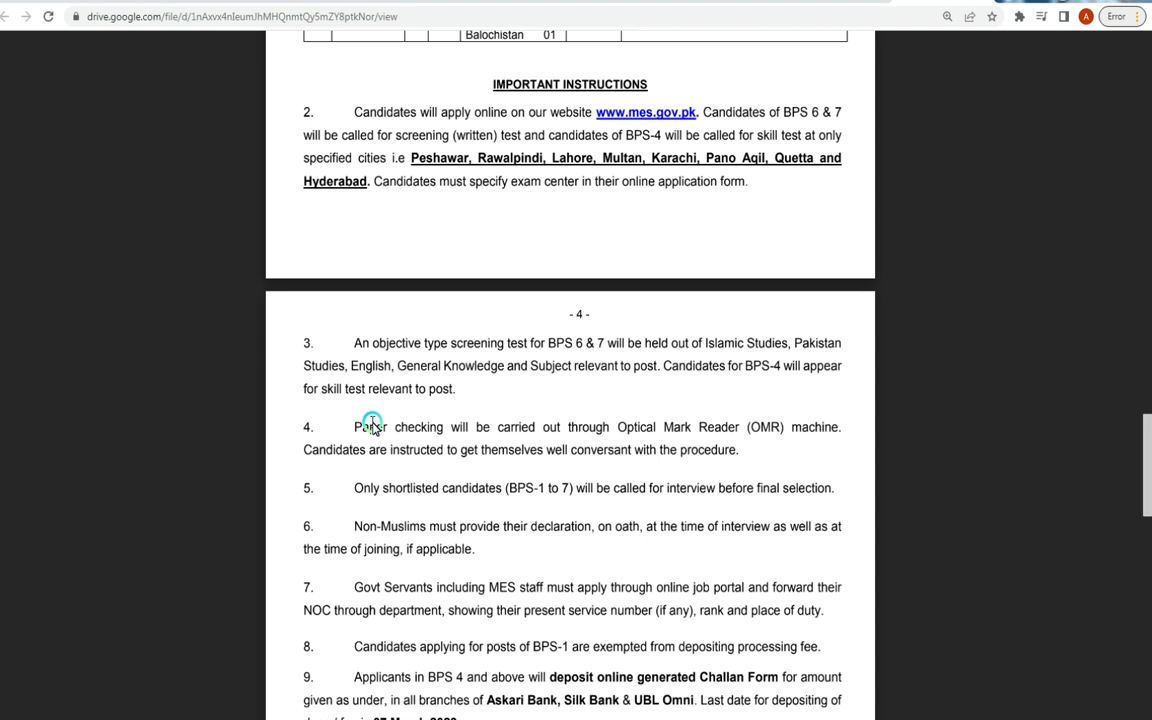 drive.google.com/file/d/1nAxvx4nIeumJhMHQnmtQy5mZY8ptkNor/view
Error
Balochistan 01
IMPORTANT INSTRUCTIONS
2. Candidates will apply online on our website www.mes.gov.pk. Candidates of BPS 6 & 7
will be called for screening (written) test and candidates of BPS-4 will be called for skill test at only
specified cities i.e Peshawar, Rawalpindi, Lahore, Multan, Karachi, Pano Aqil, Quetta and
Hyderabad. Candidates must specify exam center in their online application form.
- 4 -
3. An objective type screening test for BPS 6 & 7 will be held out of Islamic Studies, Pakistan
Studies, English, General Knowledge and Subject relevant to post. Candidates for BPS-4 will appear
for skill test relevant to post.
4. Paper checking will be carried out through Optical Mark Reader (OMR) machine.
Candidates are instructed to get themselves well conversant with the procedure.
5. Only shortlisted candidates (BPS-1 to 7) will be called for interview before final selection.
6. Non-Muslims must provide their declaration, on oath, at the time of interview as well as at
the time of joining, if applicable.
7. Govt Servants including MES staff must apply through online job portal and forward their
NOC through department, showing their present service number (if any), rank and place of duty.
8. Candidates applying for posts of BPS-1 are exempted from depositing processing fee.
9. Applicants in BPS 4 and above will deposit online generated Challan Form for amount
given as under, in all branches of Askari Bank, Silk Bank & UBL Omni. Last date for depositing of